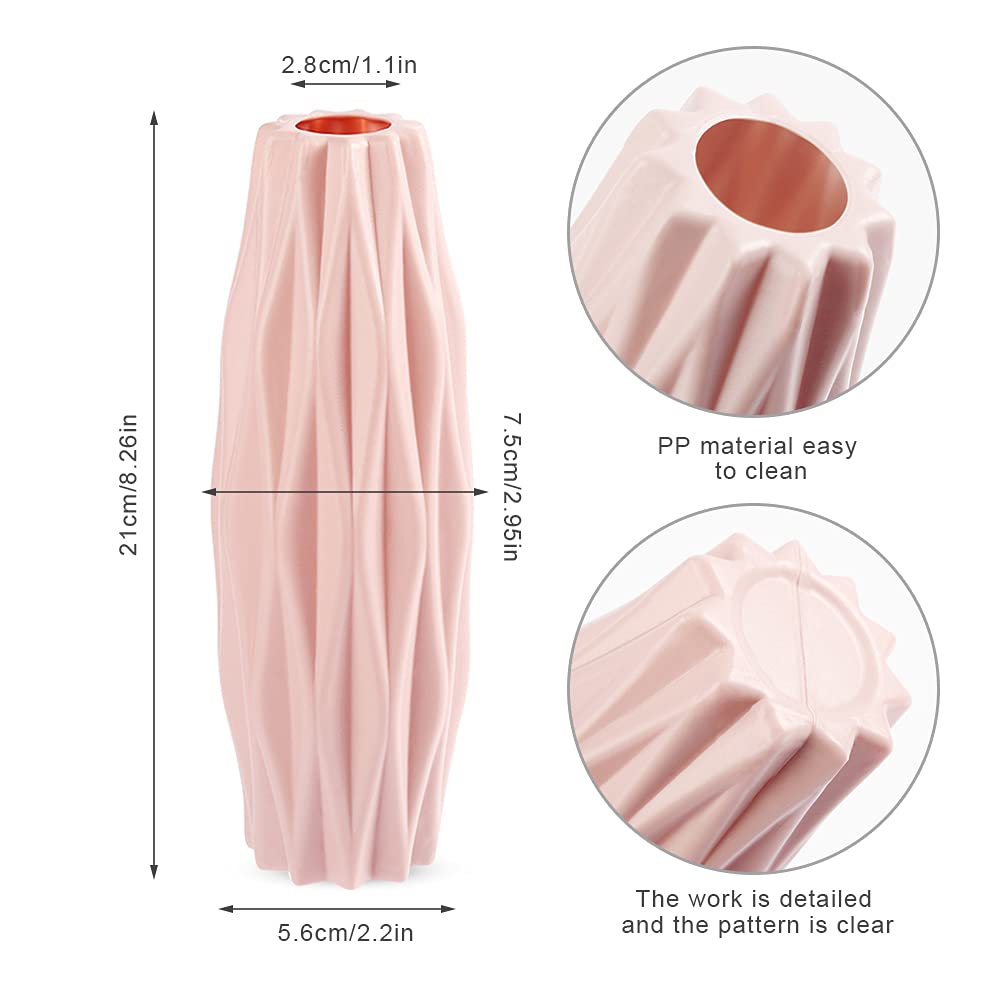 2.8cm/1.1in
21cm/8.26in
7.5cm/2.95in
5.6cm/2.2in
PP material easy
to clean
The work is detailed
and the pattern is clear